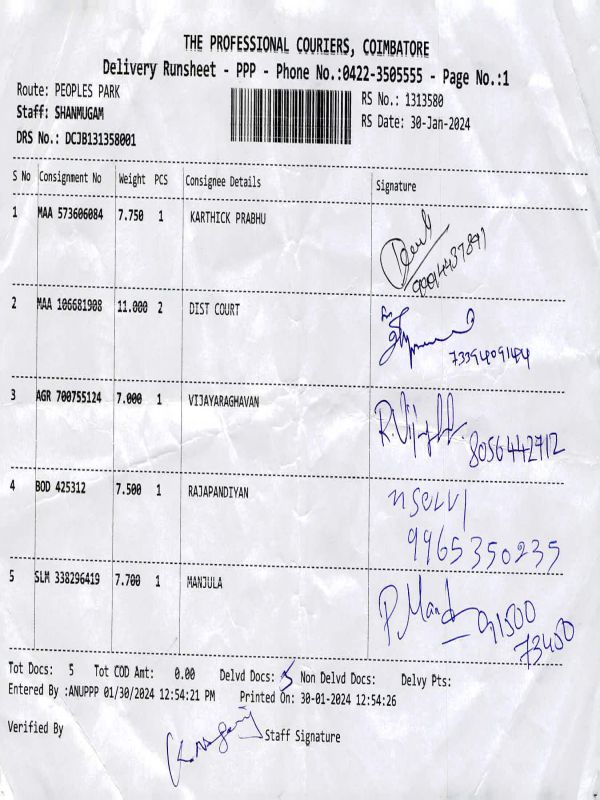 THE PROFESSIONAL COURIERS, COIMBATORE
Delivery Runsheet - PPP - Phone No.:0422-3505555 - Page No.:1
Route: PEOPLES PARK
RS No.: 1313580
Staff: SHANMUGAM
RS Date: 30-Jan-2024
DRS No.: DCJB131358001
S No Consignment No Weight PCS Consignee Details Signature
1 MAA 573606084 7.750 1 KARTHICK PRABHU
2 MAA 106681908 11.000 2 DIST COURT
3 AGR 700755124 7.000 1 VIJAYARAGHAVAN
8056442712
4 BOD 425312 7.500 1 RAJAPANDIYAN
nselvi
9965350235
5 SLM 338296419 7.700 1 MANJULA
91500
73450
Tot Docs: 5 Tot COD Amt: 0.00 Delvd Docs: 5 Non Delvd Docs: Delvy Pts:
Entered By :ANUPPP 01/30/2024 12:54:21 PM Printed On: 30-01-2024 12:54:26
Verified By
Staff Signature